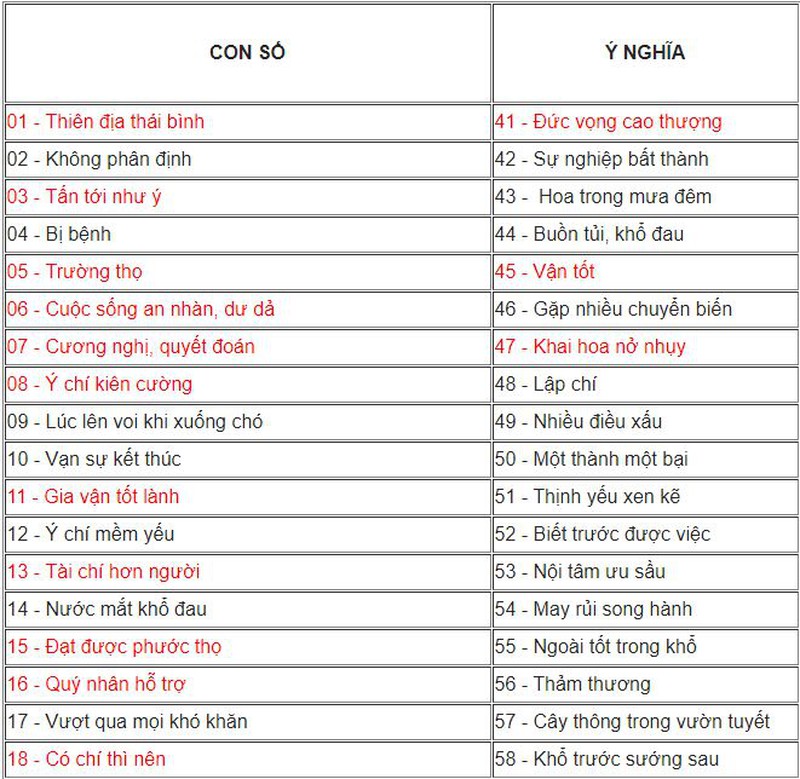 CON SỐ Ý NGHĨA
01 - Thiên địa thái bình 41 - Đức vọng cao thượng
02 - Không phân định 42 - Sự nghiệp bất thành
03 - Tấn tới như ý 43 - Hoa trong mưa đêm
04 - Bị bệnh 44 - Buồn tủi, khổ đau
05 - Trường thọ 45 - Vận tốt
06 - Cuộc sống an nhàn, dư dả 46 - Gặp nhiều chuyển biến
07 - Cương nghị, quyết đoán 47 - Khai hoa nở nhụy
08 - Ý chí kiên cường 48 - Lập chí
09 - Lúc lên voi khi xuống chó 49 - Nhiều điều xấu
10 - Vạn sự kết thúc 50 - Một thành một bại
11 - Gia vận tốt lành 51 - Thịnh yếu xen kẽ
12 - Ý chí mềm yếu 52 - Biết trước được việc
13 - Tài chí hơn người 53 - Nội tâm ưu sầu
14 - Nước mắt khổ đau 54 - May rủi song hành
15 - Đạt được phước thọ 55 - Ngoài tốt trong khổ
16 - Quý nhân hỗ trợ 56 - Thảm thương
17 - Vượt qua mọi khó khăn 57 - Cây thông trong vườn tuyết
18 - Có chí thì nên 58 - Khổ trước sướng sau